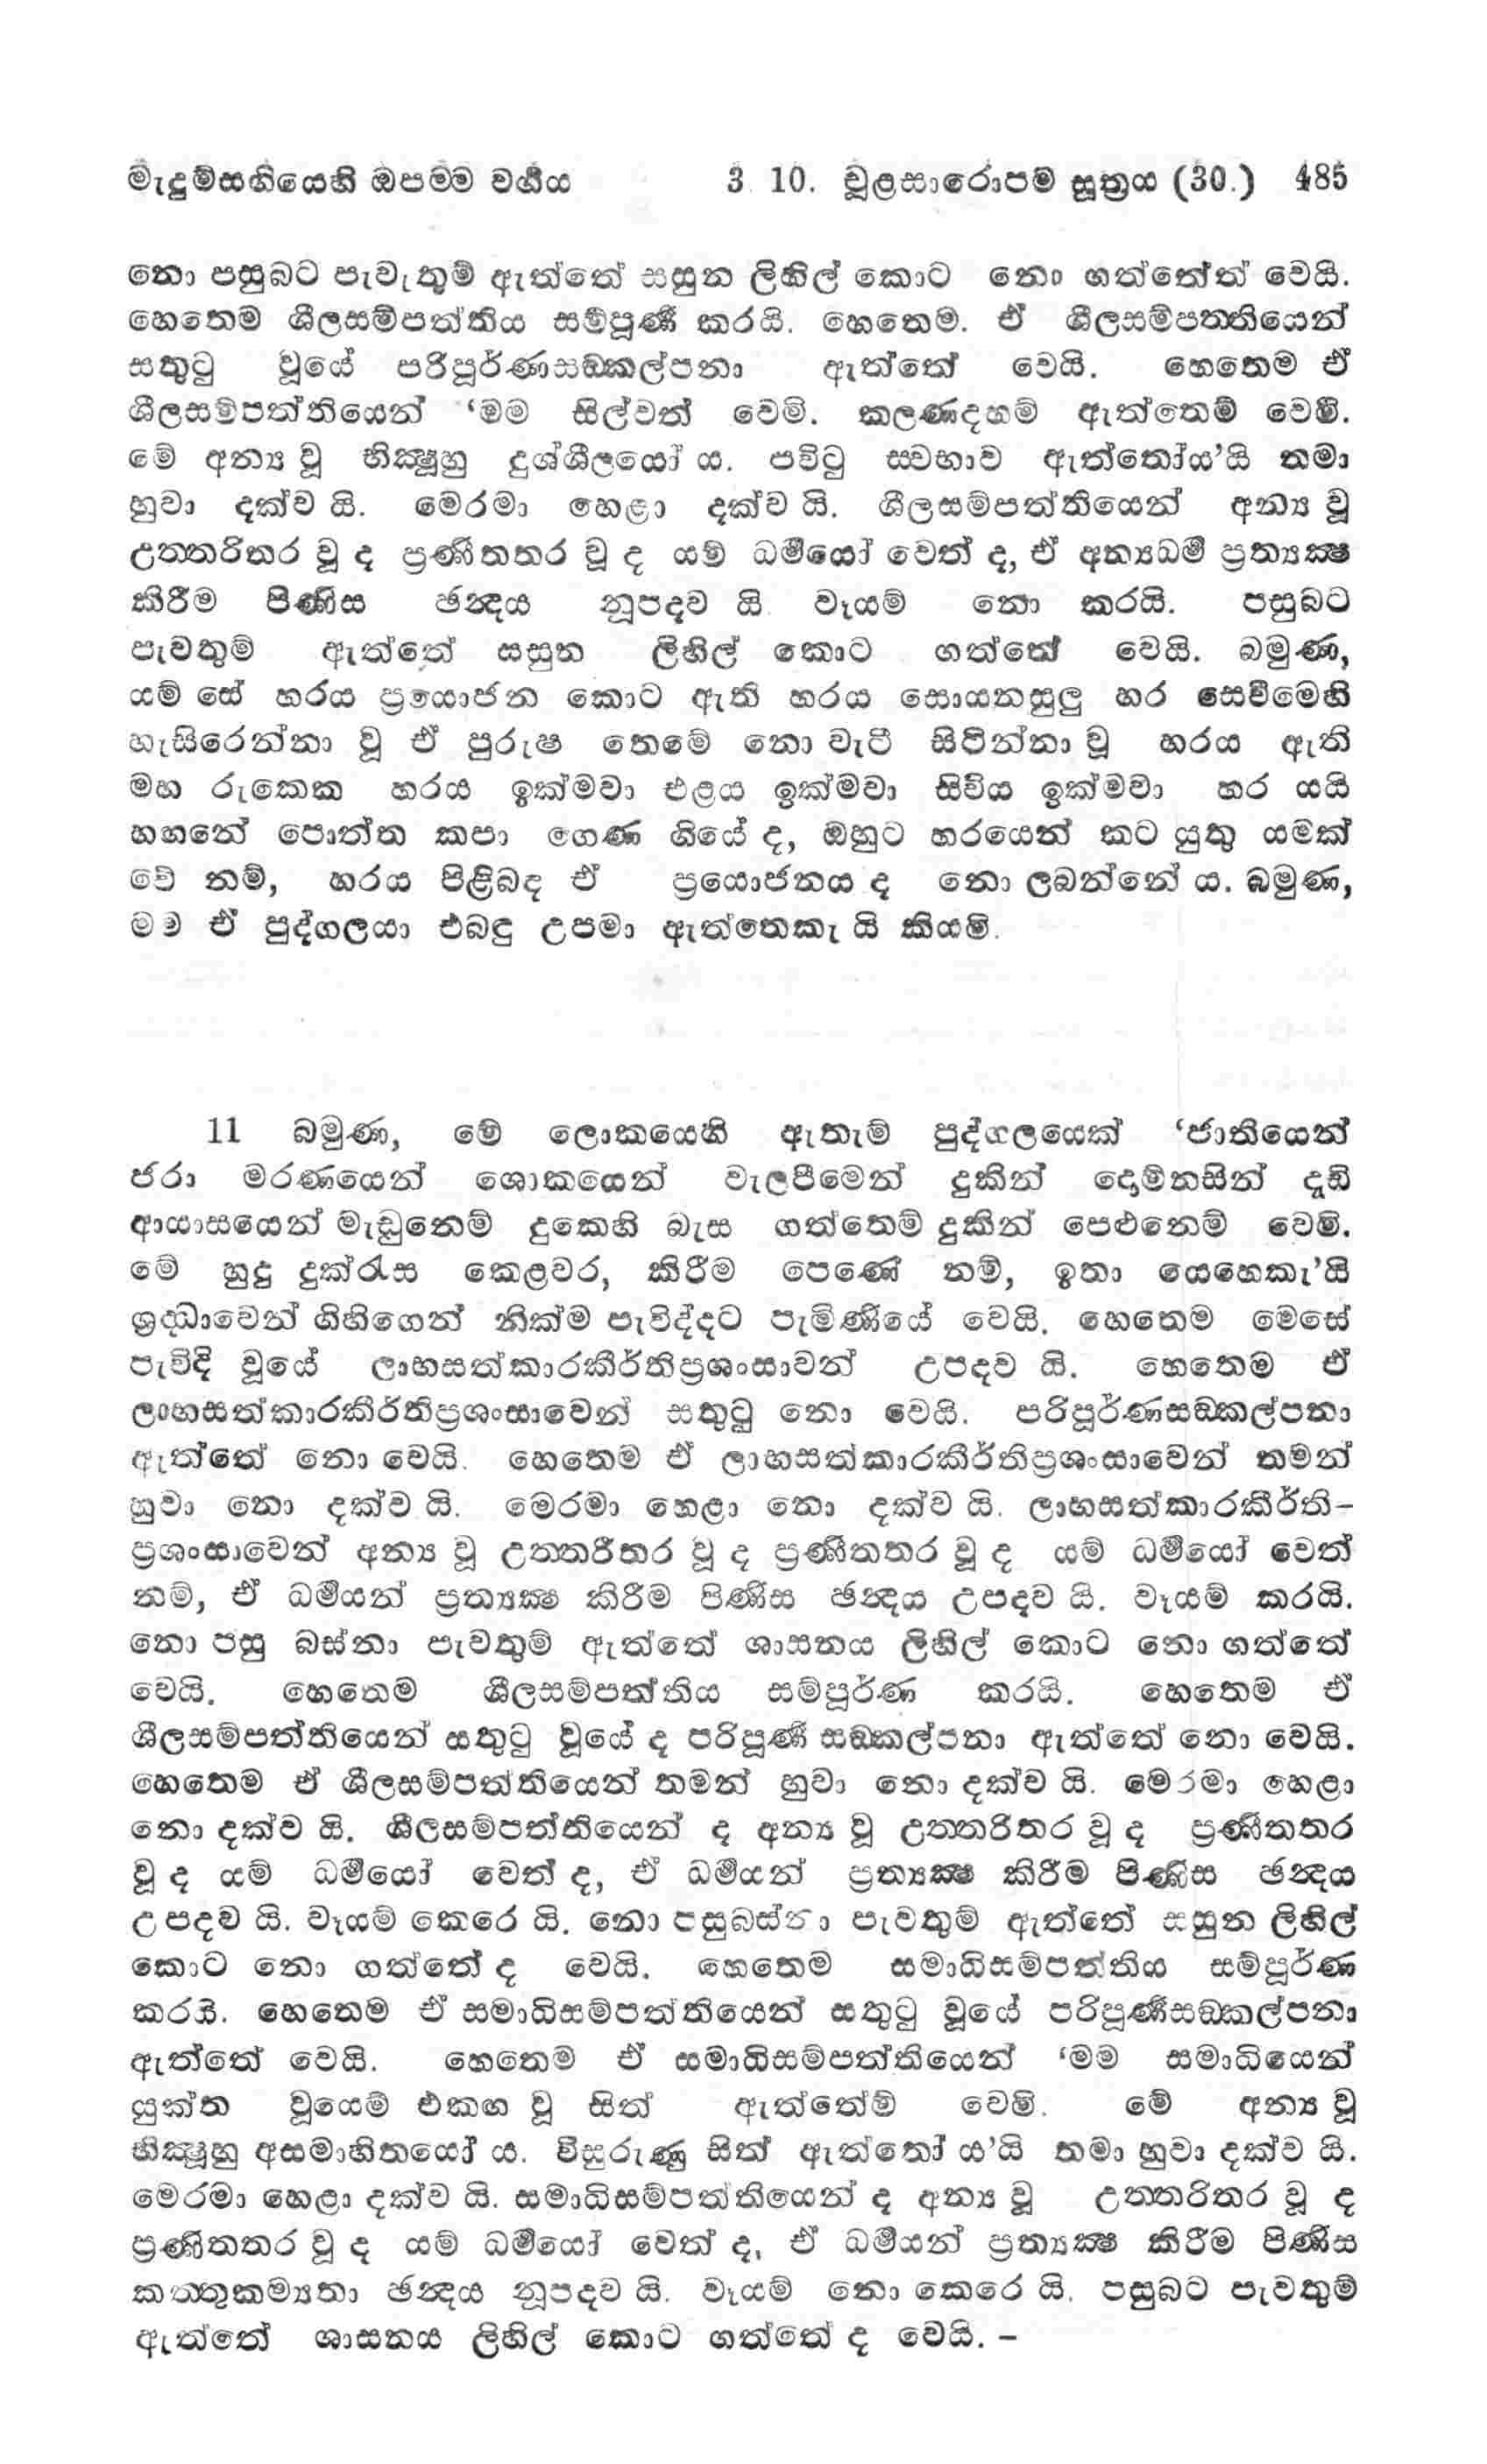 මැදුම්සඟියෙහි ඔපමම වර්‍ගය 3. 10. චූළසාරොපම සූත්‍රය (30.) 485
නො පසුබට පැවැතුම් ඇත්තේ සසුන ලිහිල් කොට නො ගත්තේත් වෙයි.
හෙතෙම ශීලසම්පත්තිය සම්පූර්‍ණ කරයි. හෙතෙම. ඒ ශීලසම්පත්තියෙන්
සතුටු වූයේ පරිපූර්ණසඞ්කල්පනා ඇත්තේ වෙයි. හෙතෙම ඒ
ශීලසම්පත්තියෙන් ‘මම සිල්වත් වෙමි. කලණදහම් ඇත්තෙම් වෙමි.
මේ අන්‍ය වූ භික්‍ෂූහු දුශ්ශීලයෝ ය. පවිටු ස්වභාව ඇත්තෝය’යි තමා
හුවා දක්ව යි. මෙරමා හෙළා දක්ව යි. ශීලසම්පත්තියෙන් අන්‍ය වූ
උත්තරිතර වූ ද ප්‍රණීතතර වූ ද යම් ධර්‍මයෝ වෙත් ද, ඒ අන්‍යධර්‍ම ප්‍රත්‍යක්‍ෂ
කිරීම පිණිස ඡන්‍දය නූපදව යි. වෑයම් නො කරයි. පසුබට
පැවතුම් ඇත්තේ සසුන ලිහිල් කොට ගත්තේ වෙයි. බමුණ,
යම් සේ හරය ප්‍රයොජන කොට ඇති හරය සොයනසුලු හර සෙවීමෙහි
හැසිරෙන්නා වූ ඒ පුරුෂ තෙමේ නො වැටී සිටින්නා වූ හරය ඇති
මහ රුකෙක හරය ඉක්මවා එළය ඉක්මවා සිවිය ඉක්මවා හර යයි
හඟනේ පොත්ත කපා ගෙණ ගියේ ද, ඔහුට හරයෙන් කට යුතු යමක්
වේ නම්, හරය පිළිබඳ ඒ ප්‍රයොජනය ද නො ලබන්නේ ය. බමුණ,
මම ඒ පුද්ගලයා එබඳු උපමා ඇත්තෙකැ යි කියමි.
11 බමුණ, මේ ලොකයෙහි ඇතැම් පුද්ගලයෙක් ‘ජාතියෙන්
ජරා මරණයෙන් ශොකයෙන් වැලපීමෙන් දුකින් දොම්නසින් දැඩි
ආයාසයෙන් මැඩුනෙම් දුකෙහි බැස ගත්තෙම් දුකින් පෙළුනෙම් වෙමි.
මේ හුදු දුක්රැස කෙළවර, කිරීම පෙණේ නම්, ඉතා යෙහෙකැ’යි
ශ්‍රද්ධාවෙන් ගිහිගෙන් නික්ම පැවිද්දට පැමිණියේ වෙයි. හෙතෙම මෙසේ
පැවිදි වූයේ ලාභසත්කාරකීර්තිප්‍රශංසාවන් උපදව යි. හෙතෙම ඒ
ලාභසත්කාරකීර්තිප්‍රශංසාවෙන් සතුටු නො වෙයි. පරිපූර්ණසඞ්කල්පනා
ඇත්තේ නො වෙයි. හෙතෙම ඒ ලාභසත්කාරකීර්තිප්‍රශංසාවෙන් තමන්
හුවා නො දක්ව යි. මෙරමා හෙළා නො දක්ව යි. ලාභසත්කාරකීර්ති-
ප්‍රශංසාවෙන් අන්‍ය වූ උත්තරීතර වූ ද ප්‍රණීතතර වූ ද යම් ධර්‍මයෝ වෙත්
නම්, ඒ ධර්‍මයන් ප්‍රත්‍යක්‍ෂ කිරීම පිණිස ඡන්‍දය උපදව යි. වෑයම් කරයි.
නො පසු බස්නා පැවතුම් ඇත්තේ ශාසනය ලිහිල් කොට නො ගත්තේ
වෙයි. හෙතෙම ශීලසම්පත්තිය සම්පූර්ණ කරයි. හෙතෙම ඒ
ශීලසම්පත්තියෙන් සතුටු වූයේ ද පරිපූර්‍ණ සඞ්කල්පනා ඇත්තේ නො වෙයි.
හෙතෙම ඒ ශීලසම්පත්තියෙන් තමන් හුවා නො දක්ව යි. මෙරමා හෙළා
නො දක්ව යි. ශීලසම්පත්තියෙන් ද අන්‍ය වූ උත්තරිතර වූ ද ප්‍රණීතතර
වූ ද යම් ධර්‍මයෝ වෙත් ද, ඒ ධර්‍මයන් ප්‍රත්‍යක්‍ෂ කිරීම පිණිස ඡන්‍දය
උපදව යි. වෑයම් කෙරෙ යි. නො පසුබස්නා පැවතුම් ඇත්තේ සසුන ලිහිල්
කොට නො ගත්තේ ද වෙයි. හෙතෙම සමාධිසම්පත්තිය සම්පූර්ණ
කරයි. හෙතෙම ඒ සමාධිසම්පත්තියෙන් සතුටු වූයේ පරිපූර්‍ණසඞ්කල්පනා
ඇත්තේ වෙයි. හෙතෙම ඒ සමාධිසම්පත්තියෙන් ‘මම සමාධියෙන්
යුක්ත වූයෙම් එකඟ වූ සිත් ඇත්තේම් වෙමි. මේ අන්‍ය වූ
භික්‍ෂූහු අසමාහිතයෝ ය. විසුරුණු සිත් ඇත්තෝ ය’යි තමා හුවා දක්ව යි.
මෙරමා හෙළා දක්ව යි. සමාධිසම්පත්තියෙන් ද අන්‍ය වූ උත්තරිතර වූ ද
ප්‍රණීතතර වූ ද යම් ධර්‍මයෝ වෙත් ද, ඒ ධර්‍මයන් ප්‍රත්‍යක්‍ෂ කිරීම පිණිස
කත්තුකම්‍යතා ඡන්‍දය නූපදව යි. වෑයම් නො කෙරෙ යි. පසුබට පැවතුම්
ඇත්තේ ශාසනය ලිහිල් කොට ගත්තේ ද වෙයි. –